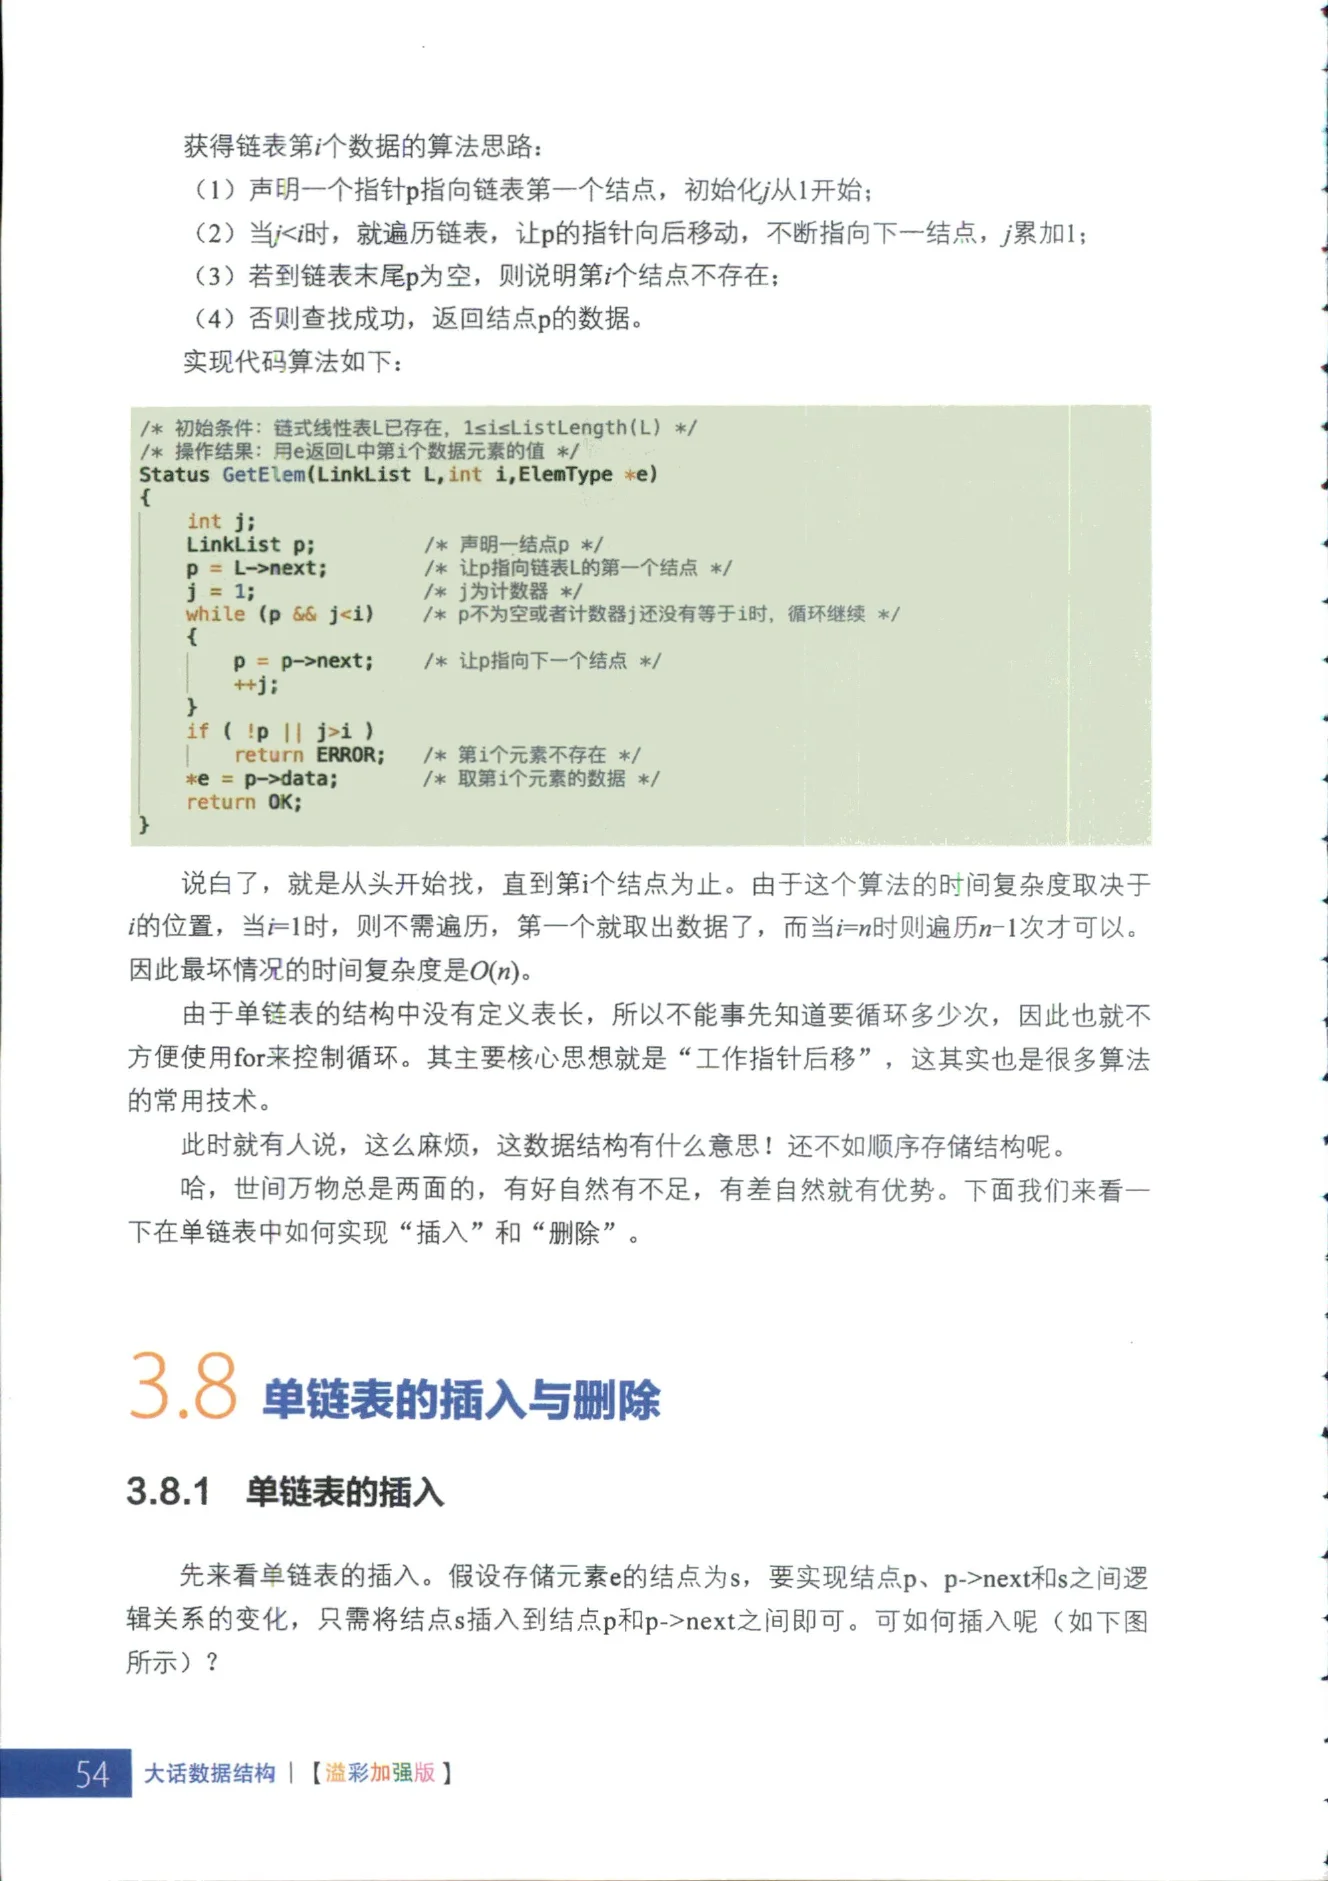 获得链表第i个数据的算法思路：
（1）声明一个指针p指向链表第一个结点，初始化j从1开始；
（2）当j<i时，就遍历链表，让p的指针向后移动，不断指向下一结点，j累加1；
（3）若到链表末尾p为空，则说明第i个结点不存在；
（4）否则查找成功，返回结点p的数据。
实现代码算法如下：
/* 初始条件：链式线性表L已存在，1≤i≤ListLength(L) */
/* 操作结果：用e返回L中第i个数据元素的值 */
Status GetElem(LinkList L,int i,ElemType *e)
{
int j;
LinkList p; /* 声明一结点p */
p = L->next; /* 让p指向链表L的第一个结点 */
j = 1; /* j为计数器 */
while (p && j<i) /* p不为空或者计数器j还没有等于i时，循环继续 */
{
p = p->next; /* 让p指向下一个结点 */
++j;
}
if ( !p || j>i )
return ERROR; /* 第i个元素不存在 */
*e = p->data; /* 取第i个元素的数据 */
return OK;
}
说白了，就是从头开始找，直到第i个结点为止。由于这个算法的时间复杂度取决于
i的位置，当i=1时，则不需遍历，第一个就取出数据了，而当i=n时则遍历n-1次才可以。
因此最坏情况的时间复杂度是O(n)。
由于单链表的结构中没有定义表长，所以不能事先知道要循环多少次，因此也就不
方便使用for来控制循环。其主要核心思想就是“工作指针后移”，这其实也是很多算法
的常用技术。
此时就有人说，这么麻烦，这数据结构有什么意思！还不如顺序存储结构呢。
哈，世间万物总是两面的，有好自然有不足，有差自然就有优势。下面我们来看一
下在单链表中如何实现“插入”和“删除”。
3.8 单链表的插入与删除
3.8.1 单链表的插入
先来看单链表的插入。假设存储元素e的结点为s，要实现结点p、p->next和s之间逻
辑关系的变化，只需将结点s插入到结点p和p->next之间即可。可如何插入呢（如下图
所示）？
54 大话数据结构 | 【溢彩加强版】